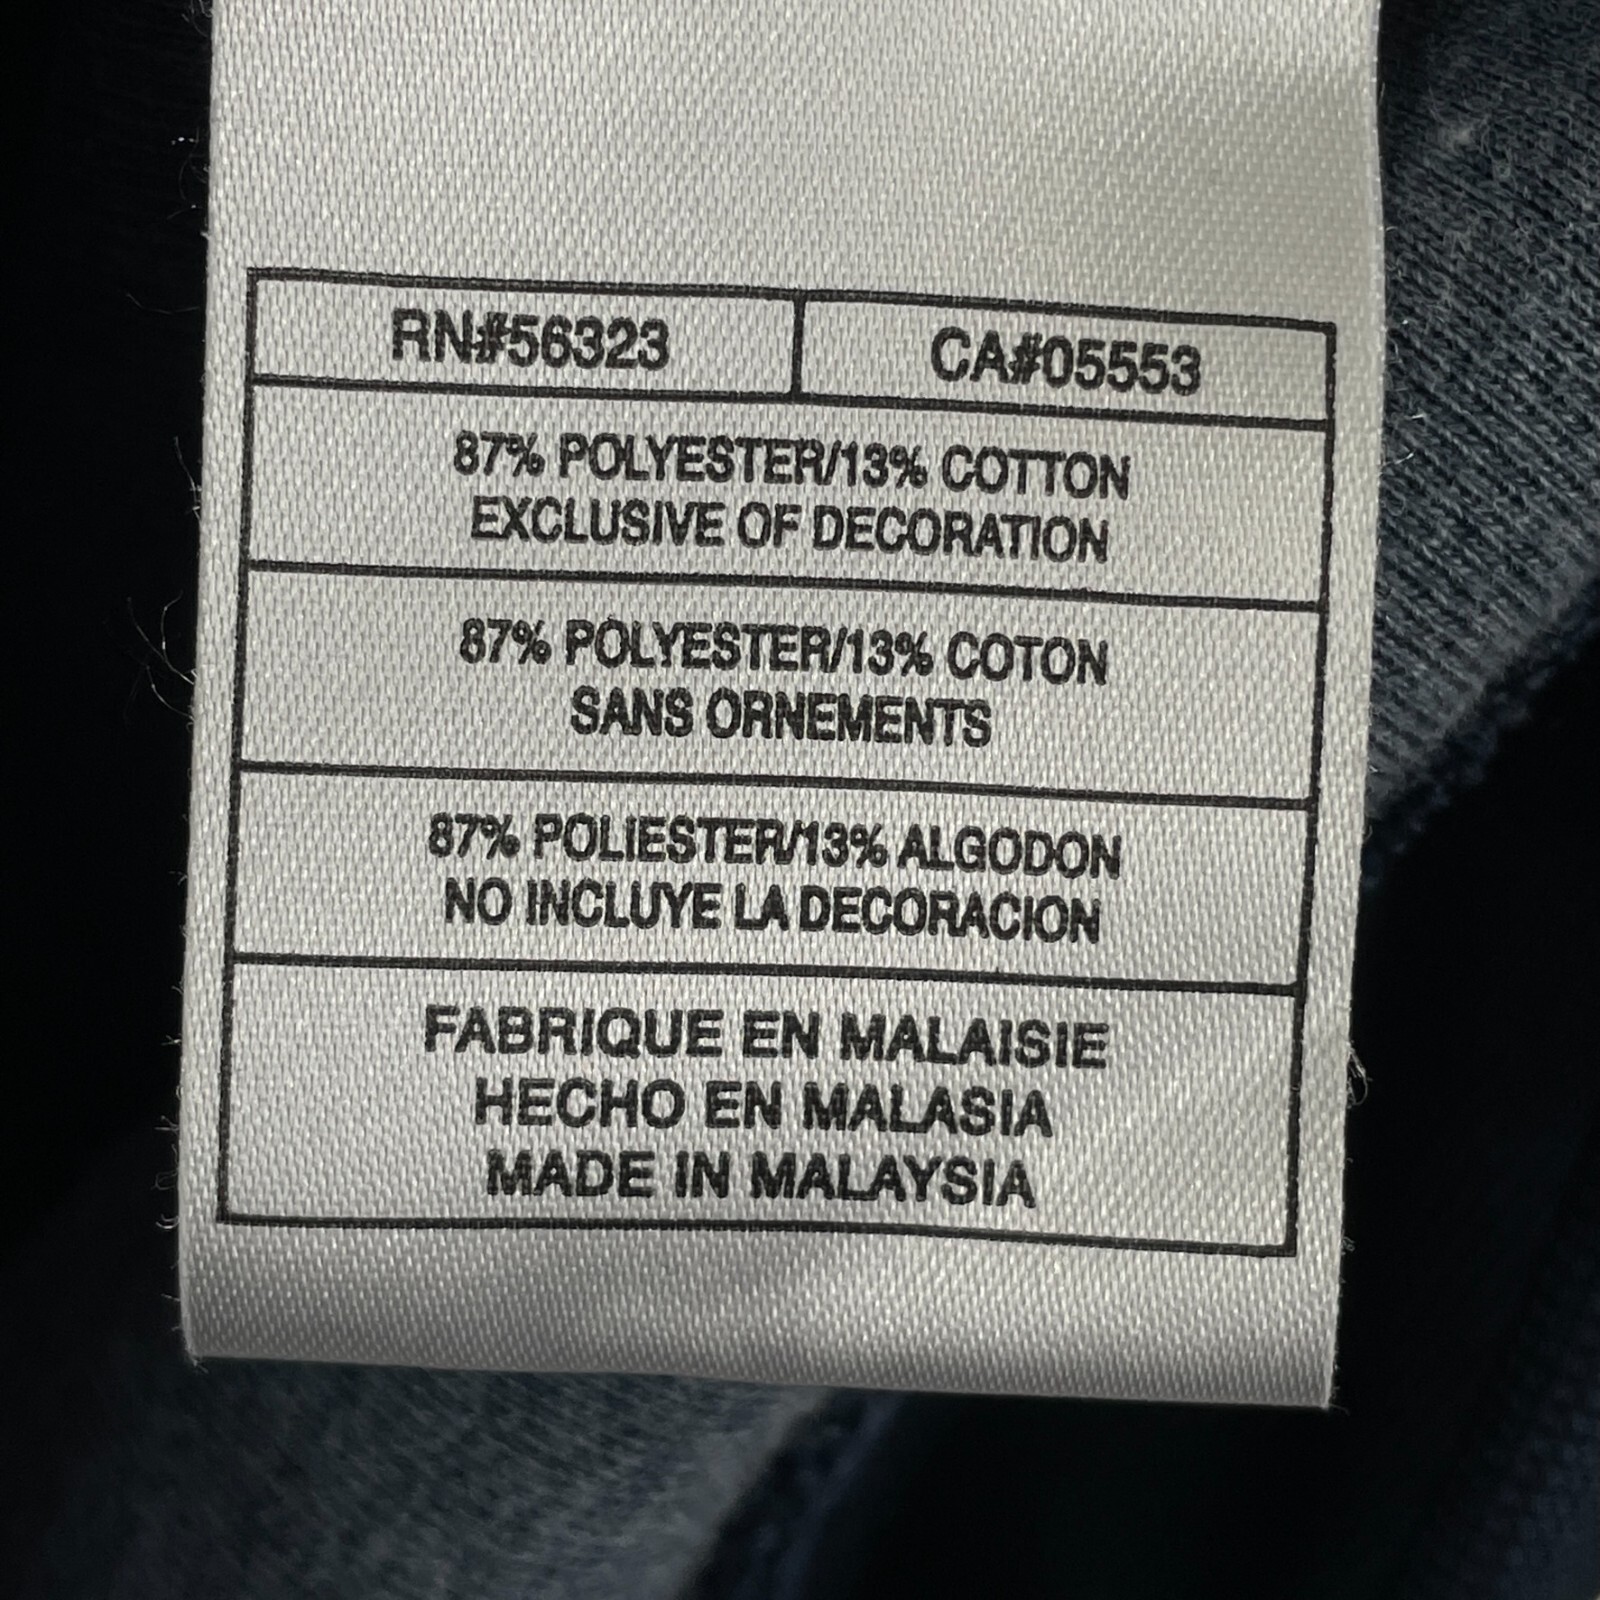 RN#56323 CA#05553
87% POLYESTER/13% COTTON
EXCLUSIVE OF DECORATION
87% POLYESTER/13% COTON
SANS ORNEMENTS
87% POLIESTER/13% ALGODON
NO INCLUYE LA DECORACION
FABRIQUE EN MALAISIE
HECHO EN MALASIA
MADE IN MALAYSIA